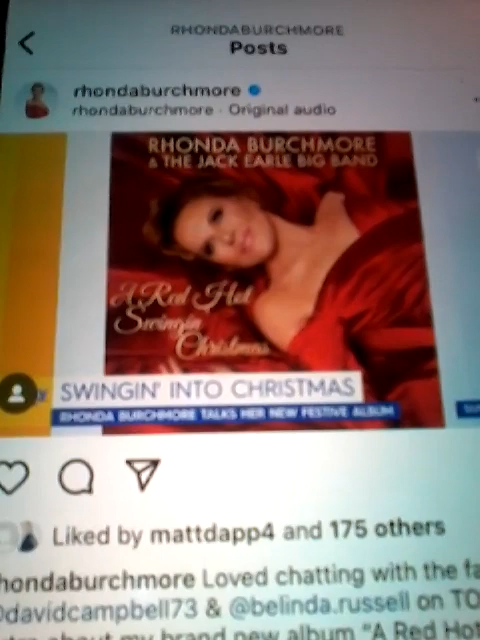 RHONDABURCHMORE
Posts
rhondaburchmore
rhondaburchmore · Original audio
RHONDA BURCHMORE
& THE JACK EARLE BIG BAND
A Red Hot
Swingin
Christmas
SWINGIN' INTO CHRISTMAS
RHONDA BURCHMORE TALKS HER NEW FESTIVE ALBUM
Liked by mattdapp4 and 175 others
hondaburchmore Loved chatting with the fa
@davidcampbell73 & @belinda.russell on TO
about my brand new album "A Red Hot